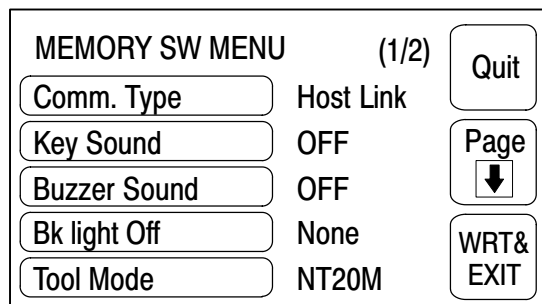 MEMORY SW MENU (1/2)
Quit
Comm. Type Host Link
Key Sound OFF
Page
Buzzer Sound OFF
Bk light Off None
WRT&
EXIT
Tool Mode NT20M